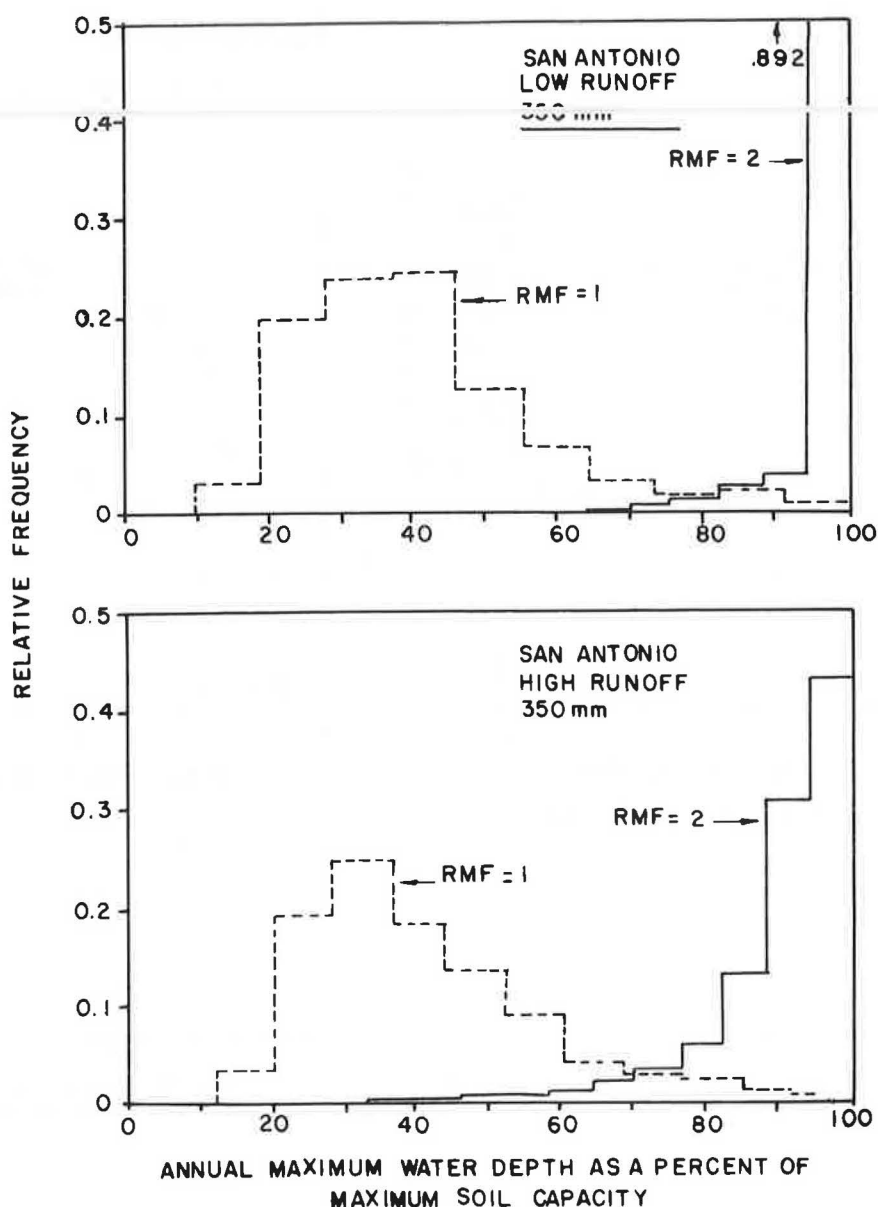 RELATIVE FREQUENCY
0.5
0.4
0.3
0.2
0.1
0
SAN ANTONIO
LOW RUNOFF
350 mm
.892
RMF = 2
RMF = 1
0 20 40 60 80 100
0.5
0.4
0.3
0.2
0.1
0
SAN ANTONIO
HIGH RUNOFF
350 mm
RMF = 2
RMF = 1
0 20 40 60 80 100
ANNUAL MAXIMUM WATER DEPTH AS A PERCENT OF
MAXIMUM SOIL CAPACITY